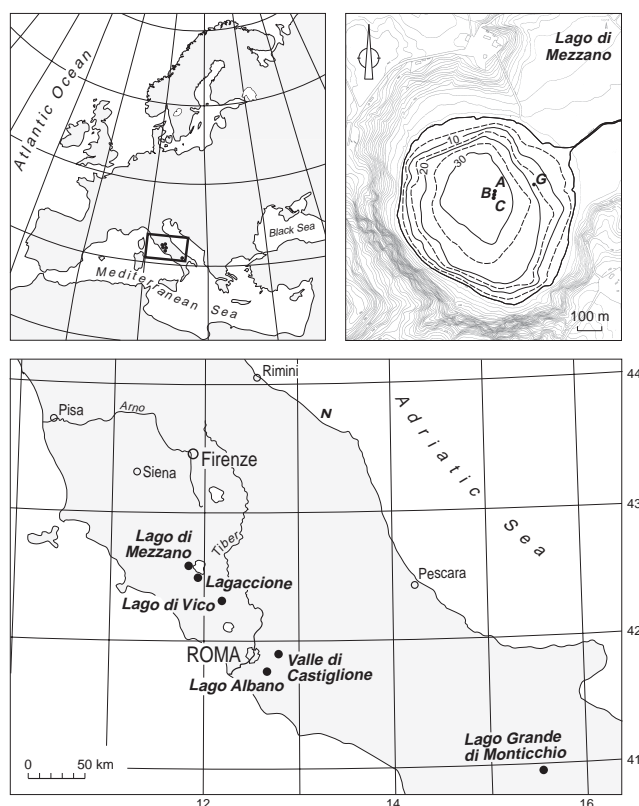 Atlantic Ocean
Black Sea
Mediterranean Sea
Lago di
Mezzano
10
20
30
A
B
C
G
100 m
Rimini
44
Pisa
Arno
N
Adriatic Sea
Firenze
Siena
43
Lago di
Mezzano
Tiber
Lagaccione
Pescara
Lago di Vico
42
ROMA
Valle di
Castiglione
Lago Albano
Lago Grande
di Monticchio
0 50 km
41
12 14 16